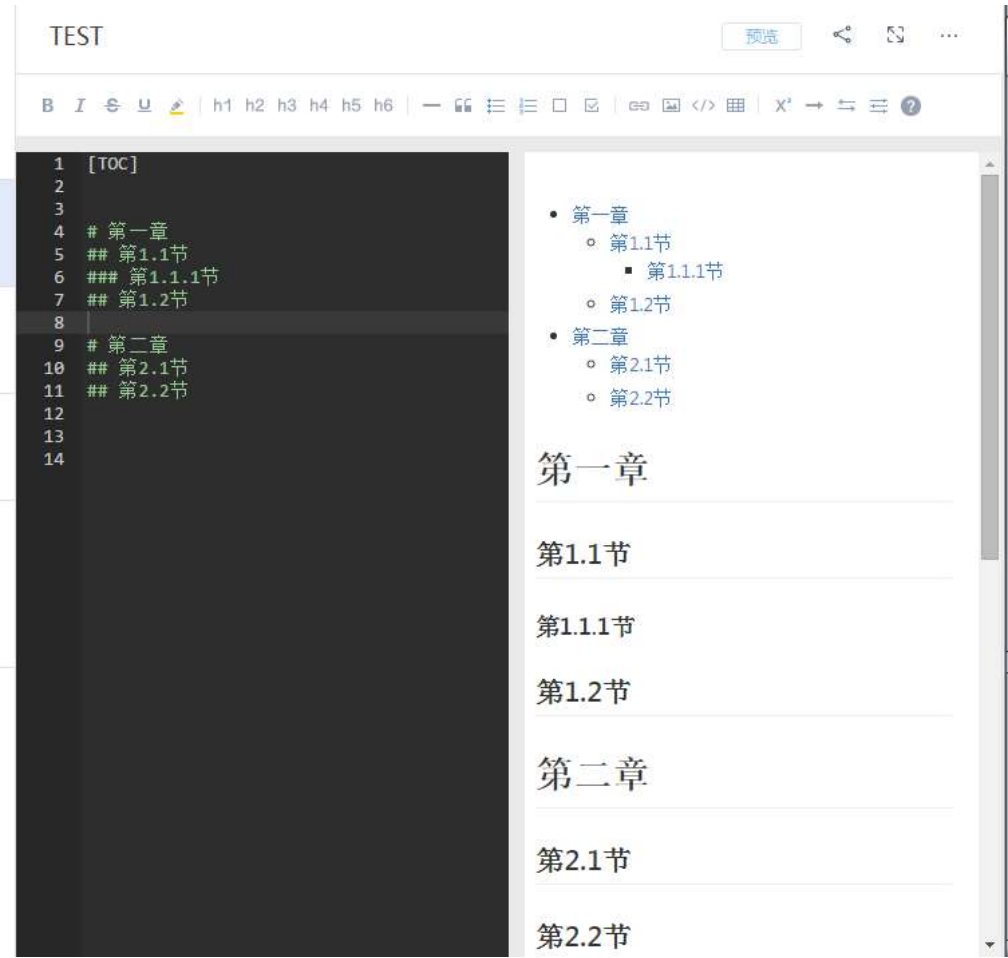 TEST
预览
B I S U h1 h2 h3 h4 h5 h6 X²
1 [TOC]
2
3
4 # 第一章
5 ## 第1.1节
6 ### 第1.1.1节
7 ## 第1.2节
8
9 # 第二章
10 ## 第2.1节
11 ## 第2.2节
12
13
14
第一章
第1.1节
第1.1.1节
第1.2节
第二章
第2.1节
第2.2节
第一章
第1.1节
第1.1.1节
第1.2节
第二章
第2.1节
第2.2节